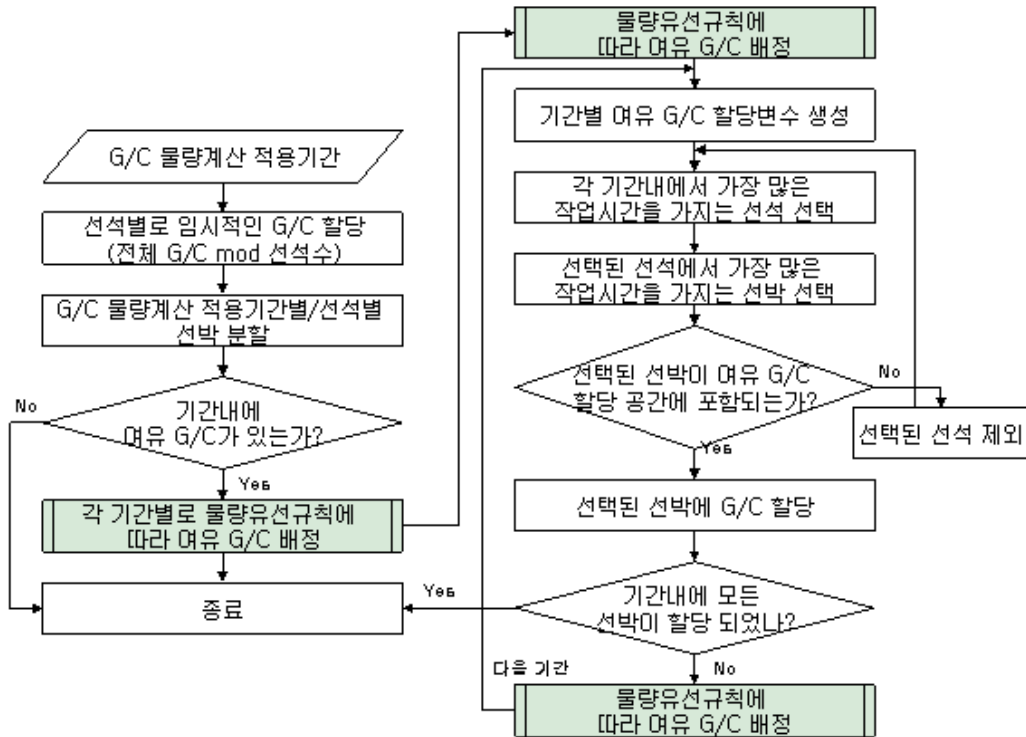 G/C 물량계산 적용기간
선석별로 임시적인 G/C 할당
(전체 G/C mod 선석수)
G/C 물량계산 적용기간별/선석별
선박 분할
기간내에
여유 G/C가 있는가?
No
Yes
각 기간별로 물량유선규칙에
따라 여유 G/C 배정
종료
물량유선규칙에
따라 여유 G/C 배정
기간별 여유 G/C 할당변수 생성
각 기간내에서 가장 많은
작업시간을 가지는 선석 선택
선택된 선석에서 가장 많은
작업시간을 가지는 선박 선택
선택된 선박이 여유 G/C
할당 공간에 포함되는가?
No
선택된 선석 제외
Yes
선택된 선박에 G/C 할당
기간내에 모든
선박이 할당 되었나?
Yes
No
다음 기간
물량유선규칙에
따라 여유 G/C 배정